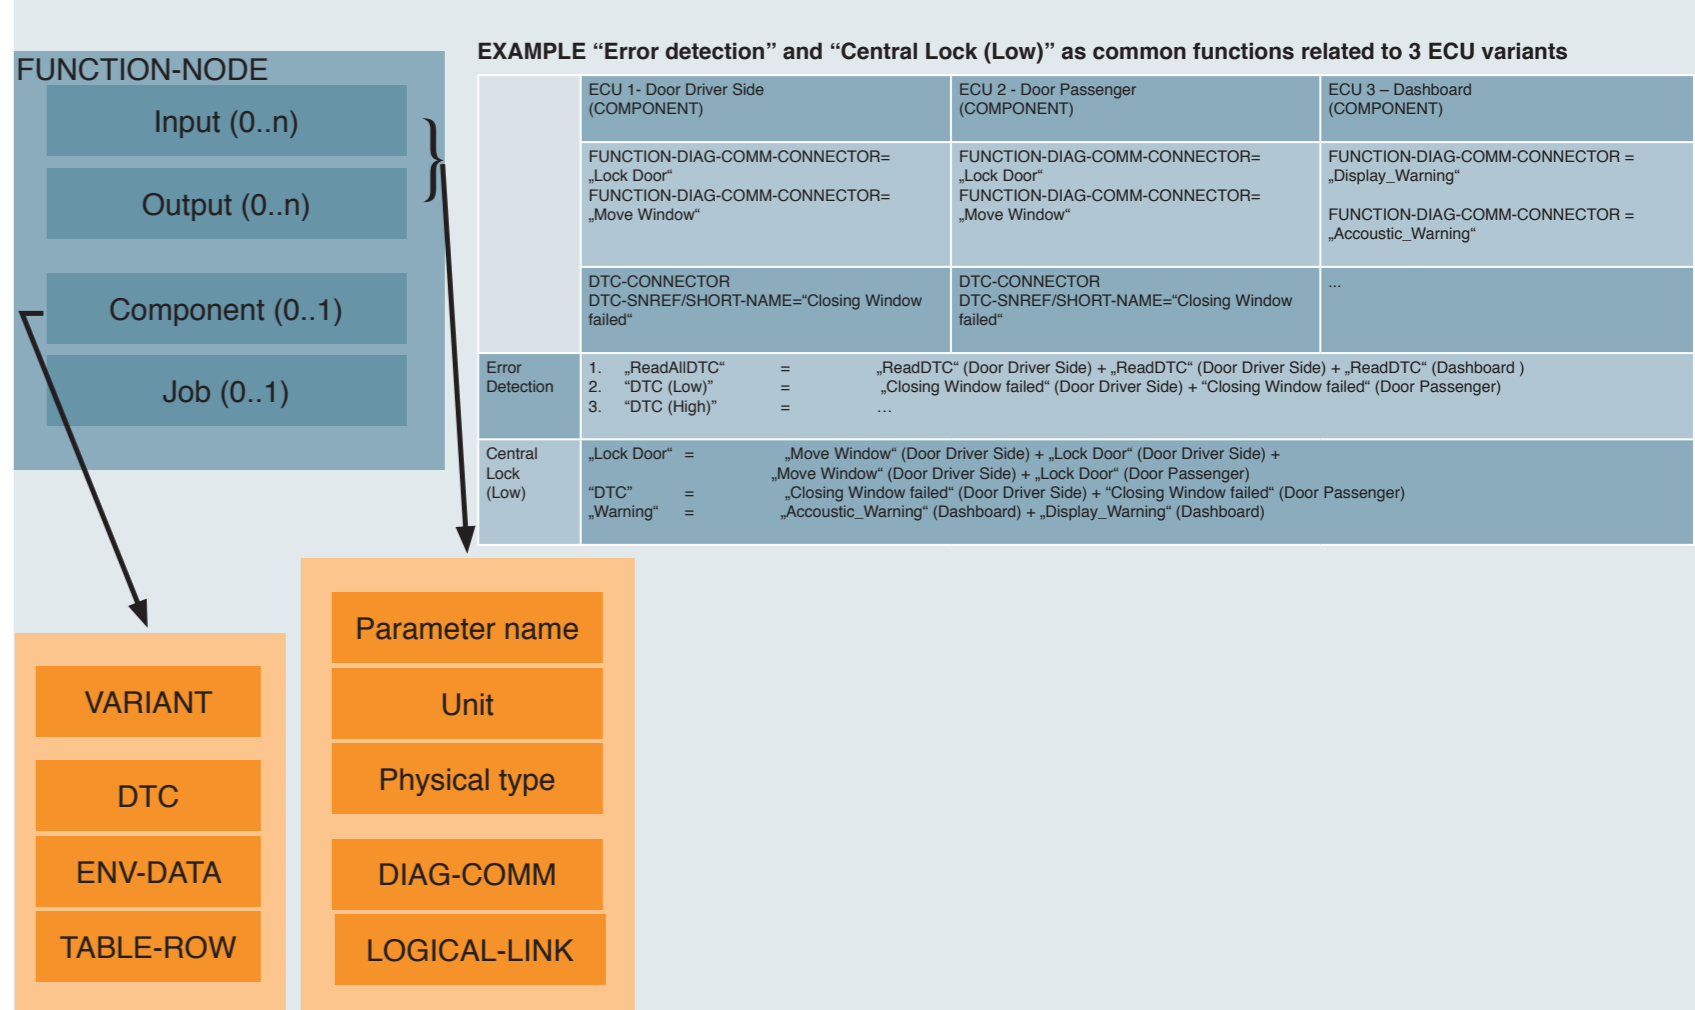 EXAMPLE “Error detection” and “Central Lock (Low)” as common functions related to 3 ECU variants
FUNCTION-NODE
Input (0..n)
Output (0..n)
Component (0..1)
Job (0..1)
ECU 1- Door Driver Side
(COMPONENT)
ECU 2 - Door Passenger
(COMPONENT)
ECU 3 – Dashboard
(COMPONENT)
FUNCTION-DIAG-COMM-CONNECTOR=
„Lock Door“
FUNCTION-DIAG-COMM-CONNECTOR=
„Move Window“
FUNCTION-DIAG-COMM-CONNECTOR=
„Lock Door“
FUNCTION-DIAG-COMM-CONNECTOR=
„Move Window“
FUNCTION-DIAG-COMM-CONNECTOR =
„Display_Warning“
FUNCTION-DIAG-COMM-CONNECTOR =
„Accoustic_Warning“
DTC-CONNECTOR
DTC-SNREF/SHORT-NAME=“Closing Window
failed“
DTC-CONNECTOR
DTC-SNREF/SHORT-NAME=“Closing Window
failed“
...
Error
Detection
1. „ReadAllDTC“ = „ReadDTC“ (Door Driver Side) + „ReadDTC“ (Door Driver Side) + „ReadDTC“ (Dashboard )
2. “DTC (Low)” = „Closing Window failed“ (Door Driver Side) + “Closing Window failed“ (Door Passenger)
3. “DTC (High)” = …
Central
Lock
(Low)
„Lock Door“ = „Move Window“ (Door Driver Side) + „Lock Door“ (Door Driver Side) +
„Move Window“ (Door Driver Side) + „Lock Door“ (Door Passenger)
“DTC” = „Closing Window failed“ (Door Driver Side) + “Closing Window failed“ (Door Passenger)
„Warning“ = „Accoustic_Warning“ (Dashboard) + „Display_Warning“ (Dashboard)
VARIANT
DTC
ENV-DATA
TABLE-ROW
Parameter name
Unit
Physical type
DIAG-COMM
LOGICAL-LINK